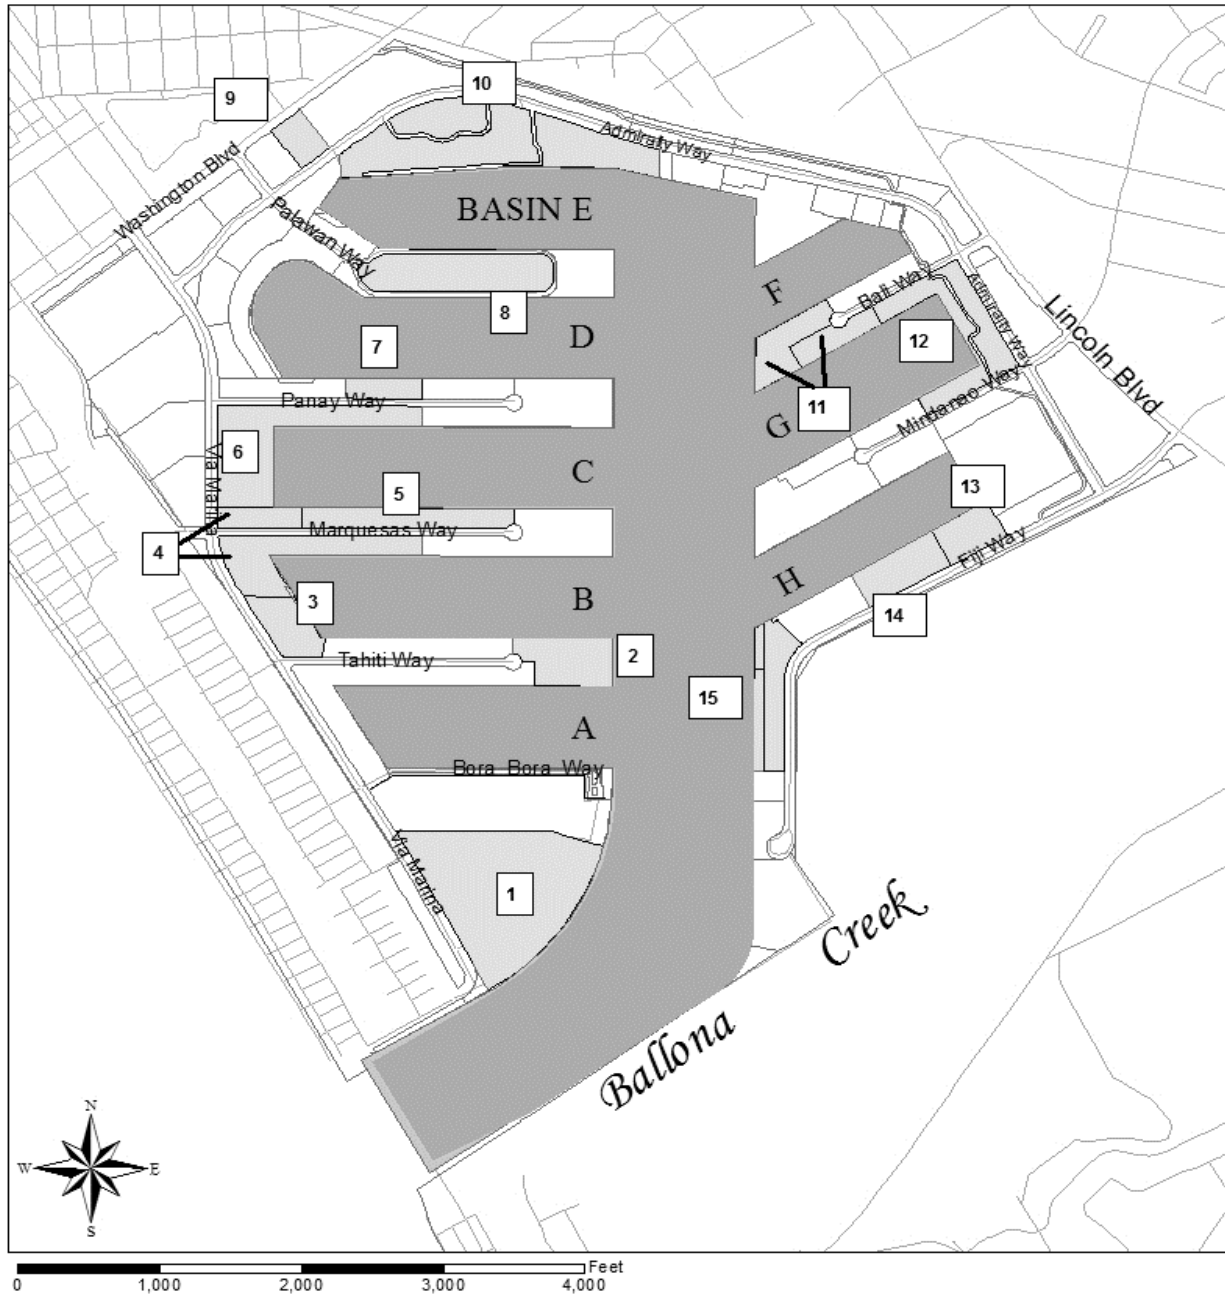 9
10
Washington Blvd
Admiralty Way
BASIN E
Palawan Way
F
Bali Way
Admiralty Way
Lincoln Blvd
8
D
7
12
11
Panay Way
Mindanao Way
G
6
Via Marina
C
5
13
Marquesas Way
Fiji Way
4
H
3
B
14
2
Tahiti Way
15
A
Bora Bora Way
Via Marina
1
Creek
Ballona
N
W
E
S
Feet
0 1,000 2,000 3,000 4,000